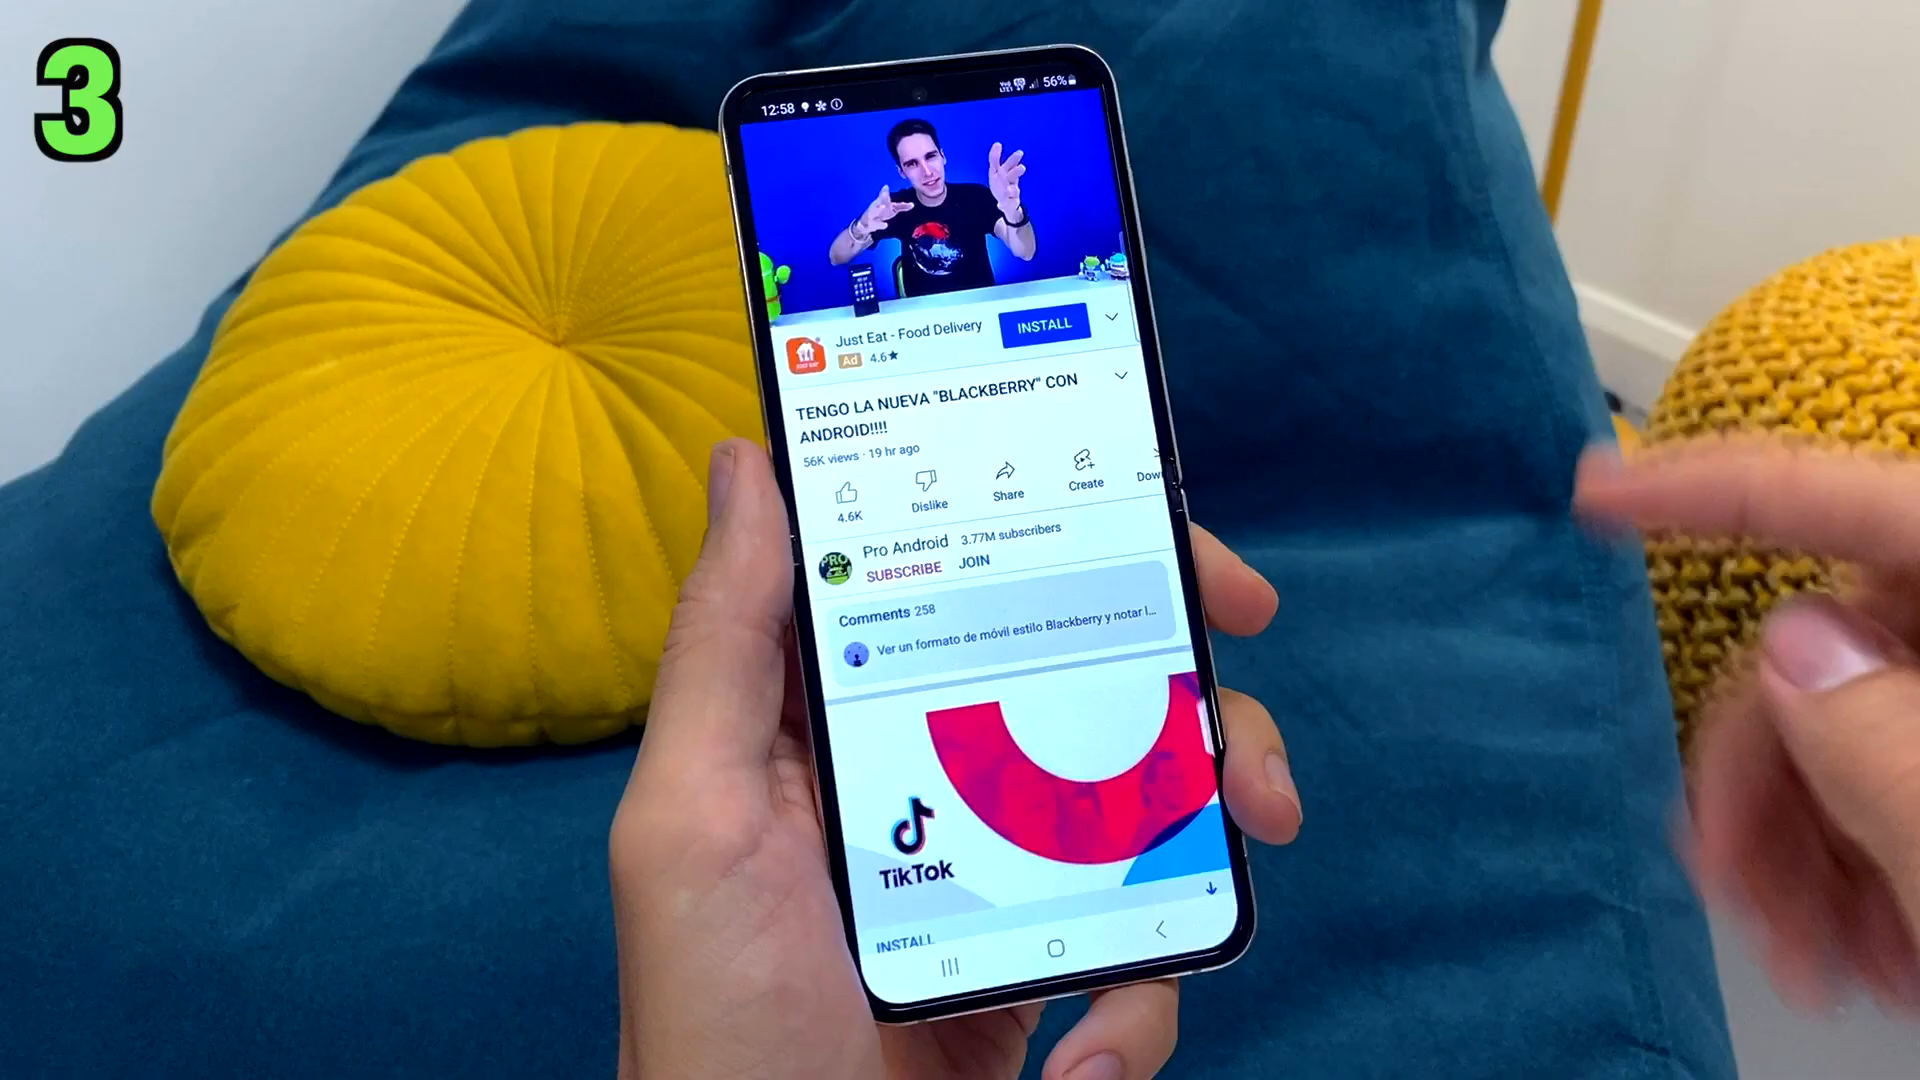 3
12:58
56%
Just Eat - Food Delivery
Ad 4.6★
INSTALL
TENGO LA NUEVA "BLACKBERRY" CON
ANDROID!!!!
56K views · 19 hr ago
4.6K
Dislike
Share
Create
Dow
Pro Android 3.77M subscribers
SUBSCRIBE JOIN
Comments 258
Ver un formato de móvil estilo Blackberry y notar l...
TikTok
INSTALL